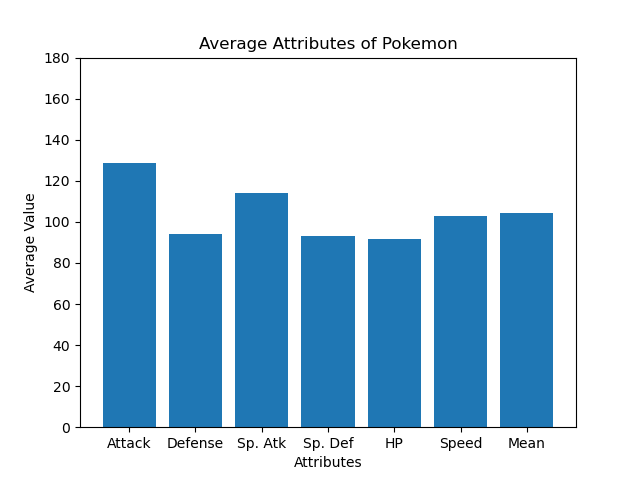 Average Attributes of Pokemon
180
160
140
120
100
80
60
40
20
0
Average Value
Attack Defense Sp. Atk Sp. Def HP Speed Mean
Attributes